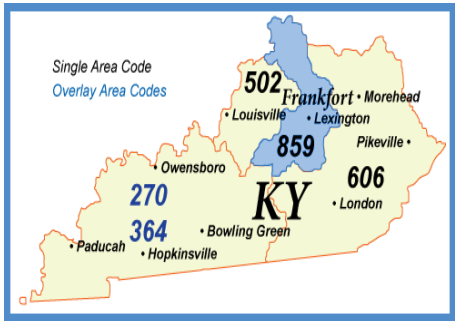 Single Area Code
Overlay Area Codes
502
Frankfort
• Morehead
• Louisville
• Lexington
859
Pikeville •
• Owensboro
606
270
KY
• London
364
• Bowling Green
• Paducah
• Hopkinsville